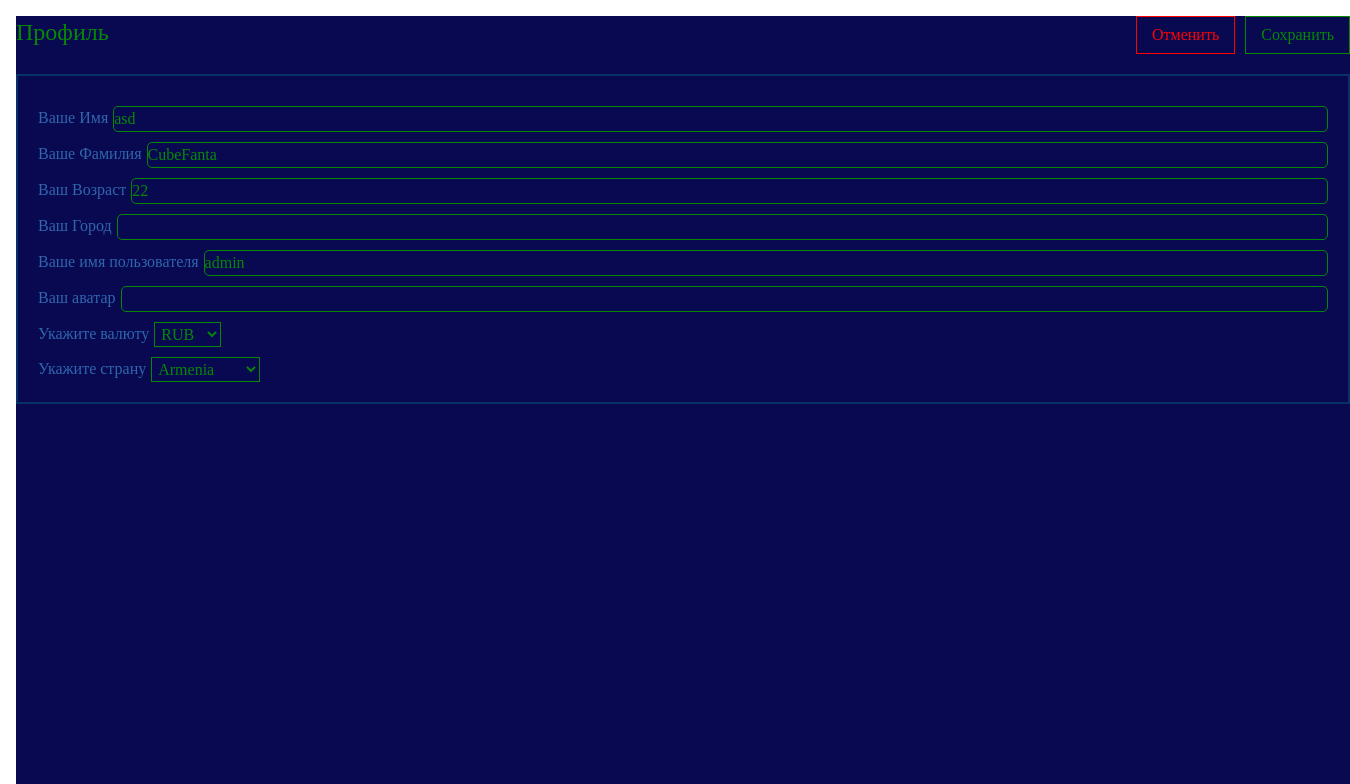 Профиль
Отменить Сохранить
Ваше Имя asd
Ваше Фамилия CubeFanta
Ваш Возраст 22
Ваш Город
Ваше имя пользователя admin
Ваш аватар
Укажите валюту RUB
Укажите страну Armenia